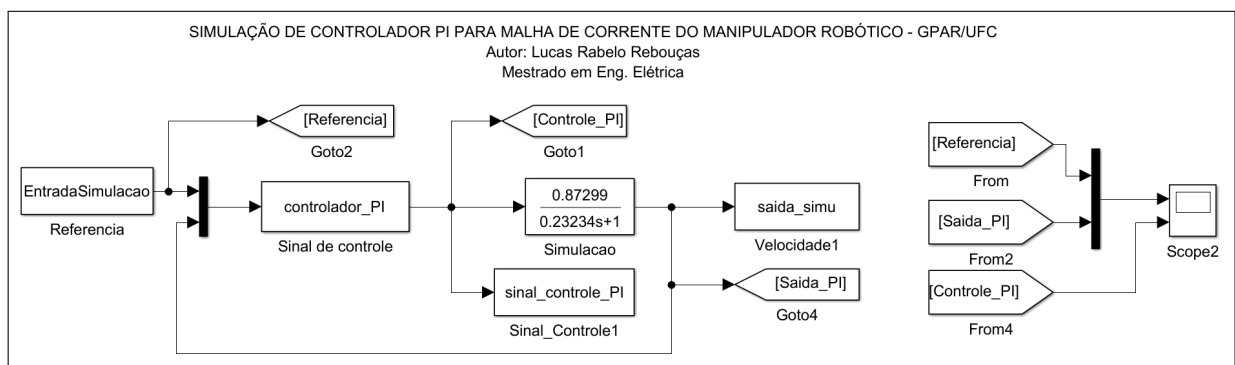 SIMULAÇÃO DE CONTROLADOR PI PARA MALHA DE CORRENTE DO MANIPULADOR ROBÓTICO - GPAR/UFC
Autor: Lucas Rabelo Rebouças
Mestrado em Eng. Elétrica
[Referencia]
Goto2
[Controle_PI]
Goto1
EntradaSimulacao
Referencia
controlador_PI
Sinal de controle
0.87299
0.23234s+1
Simulacao
saida_simu
Velocidade1
sinal_controle_PI
Sinal_Controle1
[Saida_PI]
Goto4
[Referencia]
From
[Saida_PI]
From2
[Controle_PI]
From4
Scope2